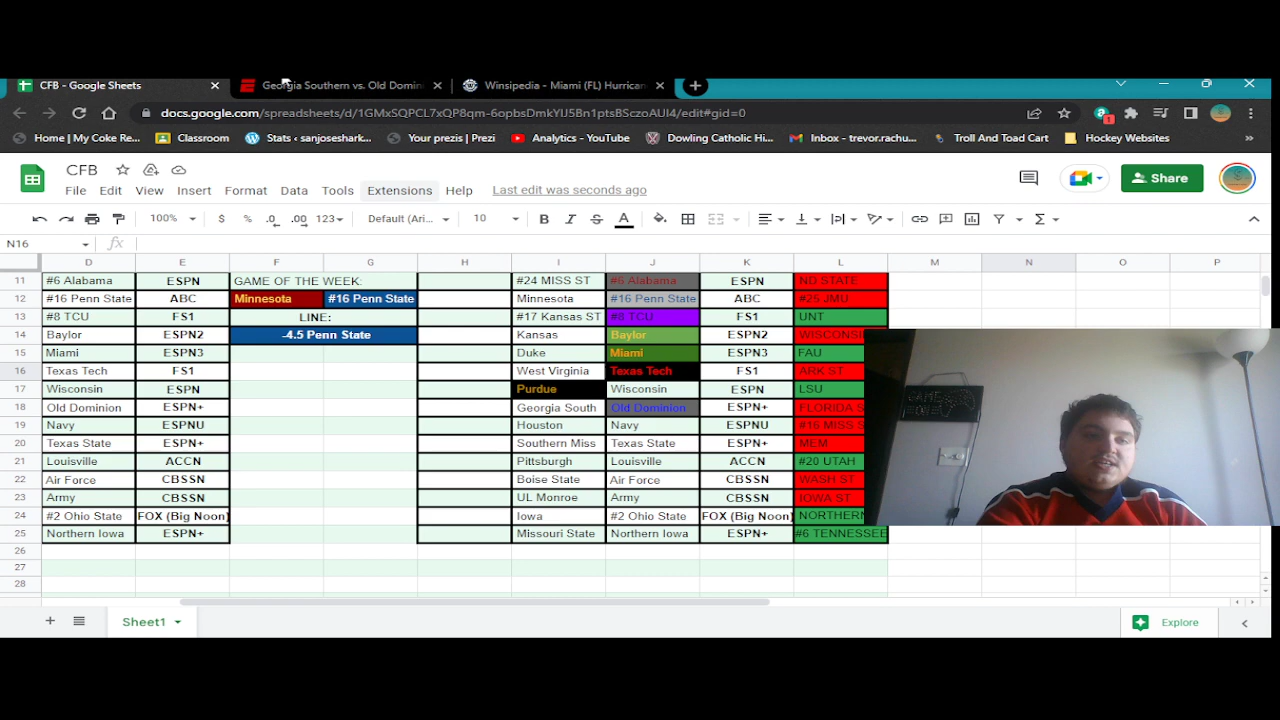 CFB - Google Sheets Georgia Southern vs. Old Domin Winsipedia - Miami (FL) Hurrican
docs.google.com/spreadsheets/d/1GMxSQPCL7xQP8qm-6opbsDmkYlJ5Bn1ptsBSczoAUI4/edit#gid=0
Home | My Coke Re... Classroom Stats ‹ sanjoseshark... Your prezis | Prezi Analytics - YouTube Dowling Catholic Hi... Inbox - trevor.rachu... Troll And Toad Cart Hockey Websites »
CFB
File Edit View Insert Format Data Tools Extensions Help Last edit was seconds ago
Share
100% $ % .0 .00 123 Default (Ari... 10 B I S A
N16 fx
D E F G H I J K L M N O P
11 #6 Alabama ESPN GAME OF THE WEEK: #24 MISS ST #6 Alabama ESPN ND STATE
12 #16 Penn State ABC Minnesota #16 Penn State Minnesota #16 Penn State ABC #25 JMU
13 #8 TCU FS1 LINE: #17 Kansas ST #8 TCU FS1 UNT
14 Baylor ESPN2 -4.5 Penn State Kansas Baylor ESPN2 WISCONSIN
15 Miami ESPN3 Duke Miami ESPN3 FAU
16 Texas Tech FS1 West Virginia Texas Tech FS1 ARK ST
17 Wisconsin ESPN Purdue Wisconsin ESPN LSU
18 Old Dominion ESPN+ Georgia South Old Dominion ESPN+ FLORIDA S
19 Navy ESPNU Houston Navy ESPNU #16 MISS S
20 Texas State ESPN+ Southern Miss Texas State ESPN+ MEM
21 Louisville ACCN Pittsburgh Louisville ACCN #20 UTAH
22 Air Force CBSSN Boise State Air Force CBSSN WASH ST
23 Army CBSSN UL Monroe Army CBSSN IOWA ST
24 #2 Ohio State FOX (Big Noon) Iowa #2 Ohio State FOX (Big Noon) NORTHERN
25 Northern Iowa ESPN+ Missouri State Northern Iowa ESPN+ #6 TENNESSEE
26
27
28
Sheet1
Explore